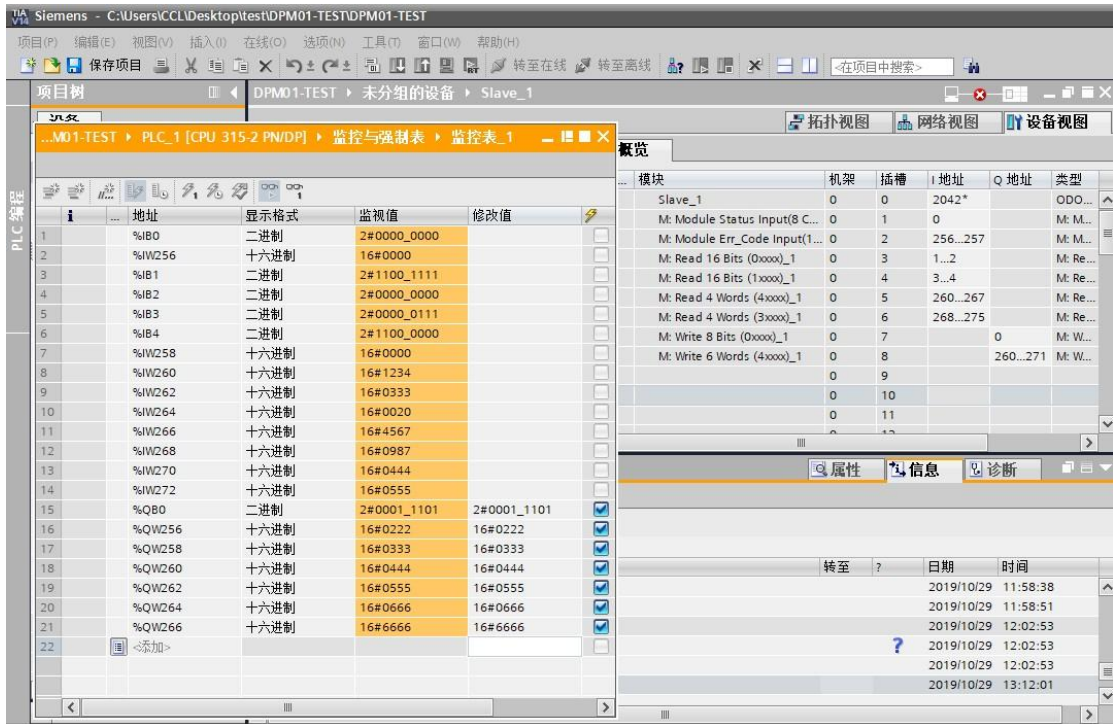 TIA V14 Siemens - C:\Users\CCL\Desktop\test\DPM01-TEST\DPM01-TEST
项目(P) 编辑(E) 视图(V) 插入(I) 在线(O) 选项(N) 工具(T) 窗口(W) 帮助(H)
保存项目 转至在线 转至离线 <在项目中搜索>
项目树 DPM01-TEST ▸ 未分组的设备 ▸ Slave_1
设备
拓扑视图 网络视图 设备视图
...M01-TEST ▸ PLC_1 [CPU 315-2 PN/DP] ▸ 监控与强制表 ▸ 监控表_1
PLC 编程
i ... 地址 显示格式 监视值 修改值
1 %IB0 二进制 2#0000_0000
2 %IW256 十六进制 16#0000
3 %IB1 二进制 2#1100_1111
4 %IB2 二进制 2#0000_0000
5 %IB3 二进制 2#0000_0111
6 %IB4 二进制 2#1100_0000
7 %IW258 十六进制 16#0000
8 %IW260 十六进制 16#1234
9 %IW262 十六进制 16#0333
10 %IW264 十六进制 16#0020
11 %IW266 十六进制 16#4567
12 %IW268 十六进制 16#0987
13 %IW270 十六进制 16#0444
14 %IW272 十六进制 16#0555
15 %QB0 二进制 2#0001_1101 2#0001_1101
16 %QW256 十六进制 16#0222 16#0222
17 %QW258 十六进制 16#0333 16#0333
18 %QW260 十六进制 16#0444 16#0444
19 %QW262 十六进制 16#0555 16#0555
20 %QW264 十六进制 16#0666 16#0666
21 %QW266 十六进制 16#6666 16#6666
22 <添加>
概览
... 模块 机架 插槽 I 地址 Q 地址 类型
Slave_1 0 0 2042* ODO...
M: Module Status Input(8 C... 0 1 0 M: M...
M: Module Err_Code Input(1... 0 2 256...257 M: M...
M: Read 16 Bits (0xxxx)_1 0 3 1...2 M: Re...
M: Read 16 Bits (1xxxx)_1 0 4 3...4 M: Re...
M: Read 4 Words (4xxxx)_1 0 5 260...267 M: Re...
M: Read 4 Words (3xxxx)_1 0 6 268...275 M: Re...
M: Write 8 Bits (0xxxx)_1 0 7 0 M: W...
M: Write 6 Words (4xxxx)_1 0 8 260...271 M: W...
0 9
0 10
0 11
属性 信息 诊断
转至 ? 日期 时间
2019/10/29 11:58:38
2019/10/29 11:58:51
2019/10/29 12:02:53
? 2019/10/29 12:02:53
2019/10/29 12:02:53
2019/10/29 13:12:01